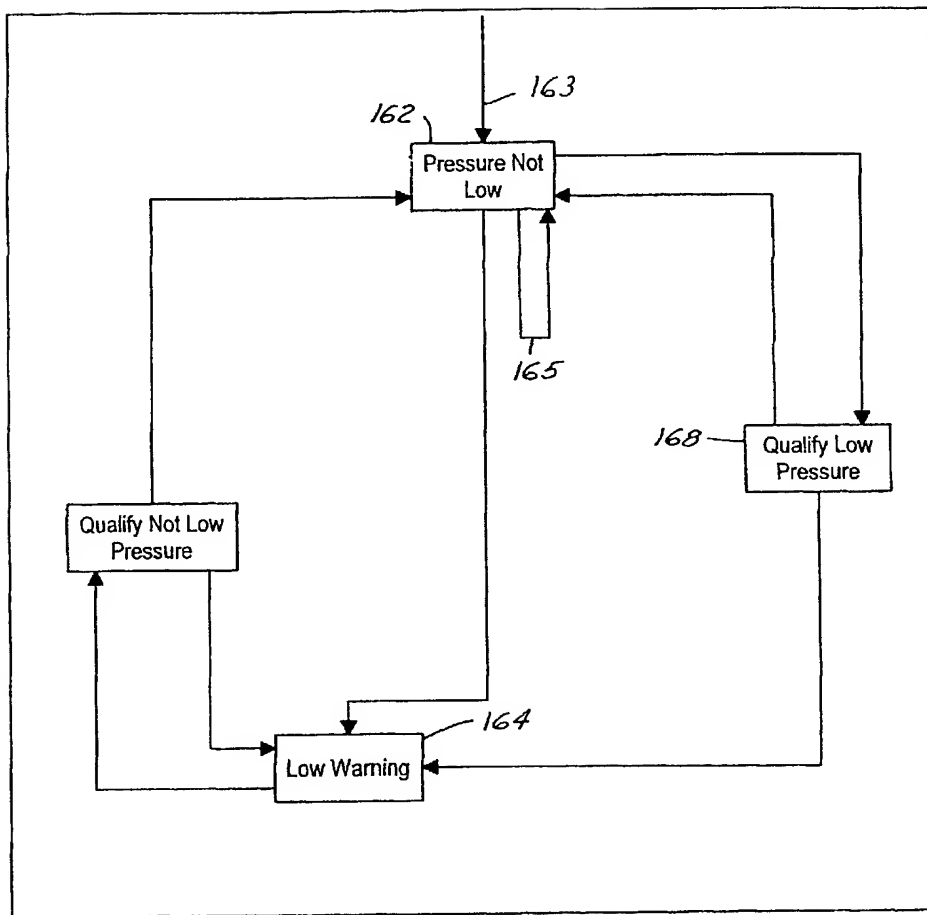 163
162
Pressure Not
Low
165
168
Qualify Low
Pressure
Qualify Not Low
Pressure
164
Low Warning